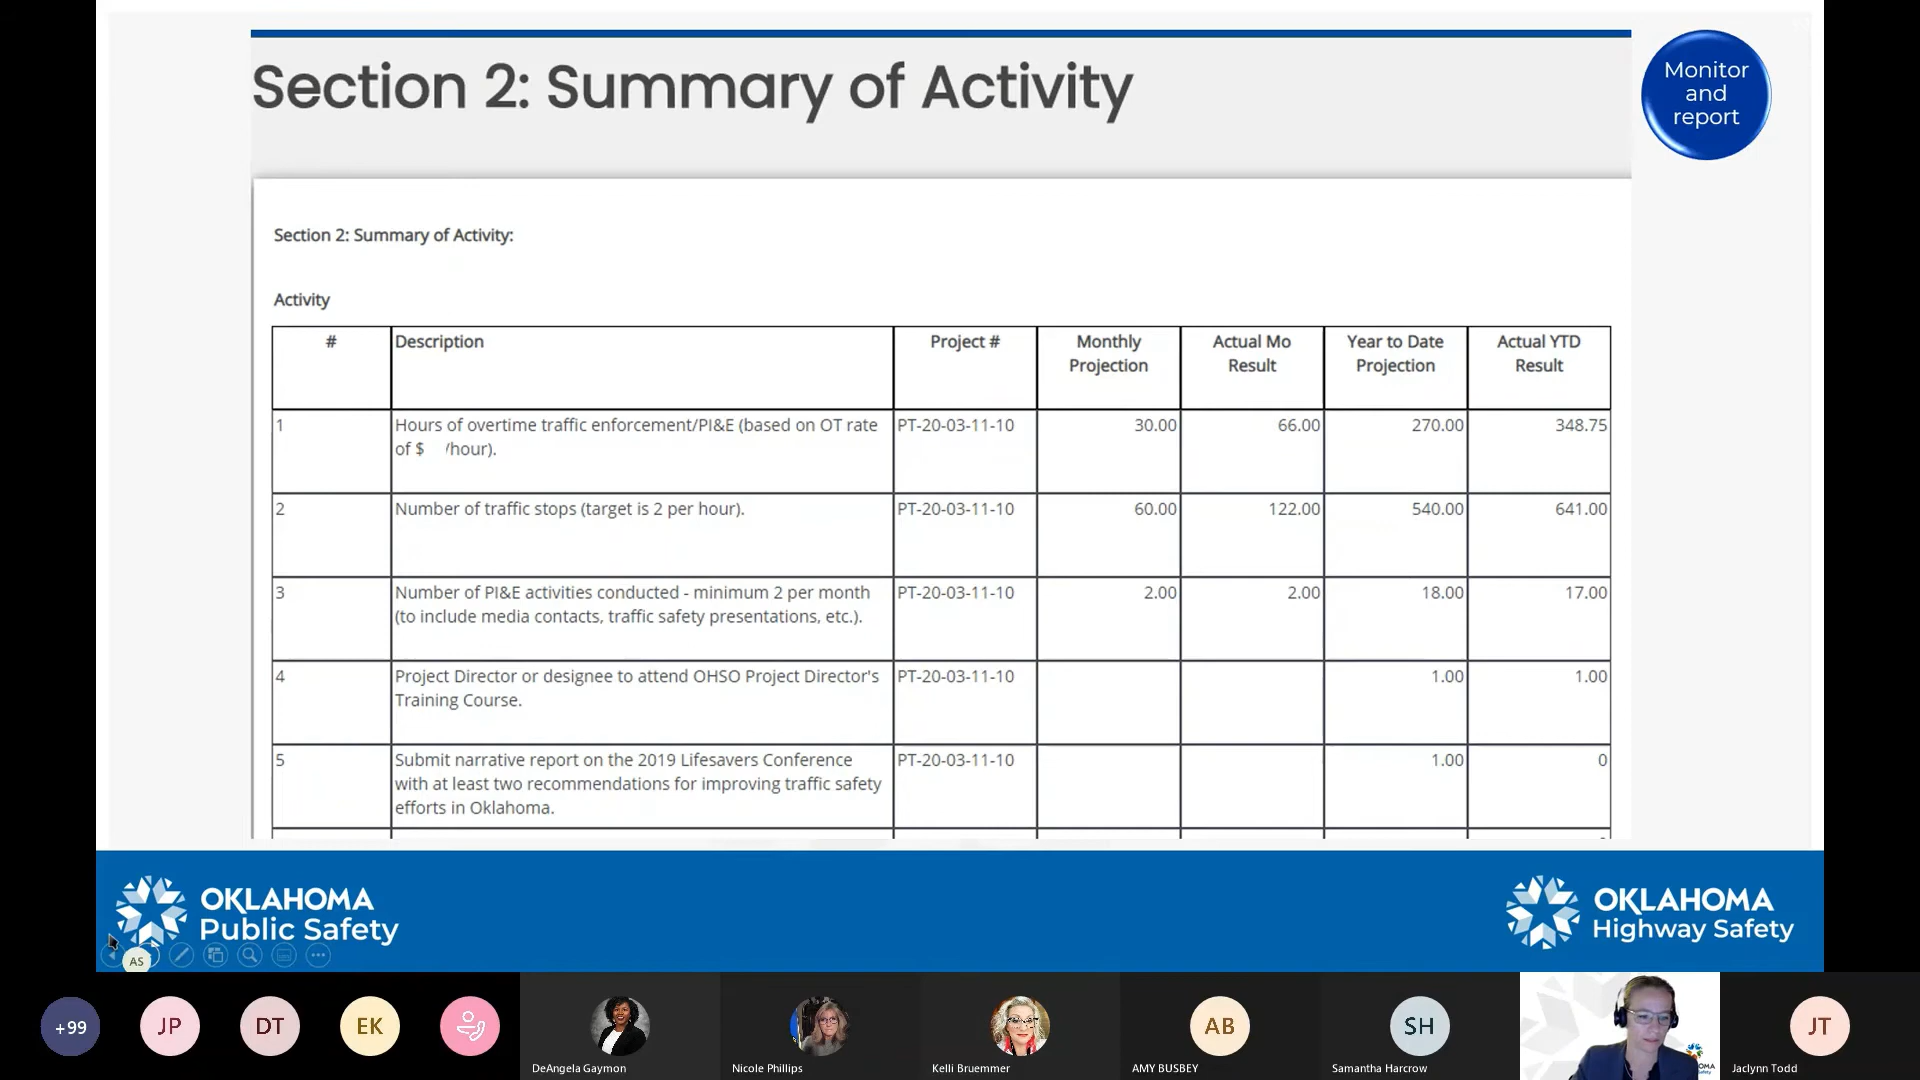 Section 2: Summary of Activity
Monitor
and
report
Section 2: Summary of Activity:
Activity
# Description Project # Monthly Projection Actual Mo Result Year to Date Projection Actual YTD Result
1 Hours of overtime traffic enforcement/PI&E (based on OT rate PT-20-03-11-10 30.00 66.00 270.00 348.75
of $ /hour).
2 Number of traffic stops (target is 2 per hour). PT-20-03-11-10 60.00 122.00 540.00 641.00
3 Number of PI&E activities conducted - minimum 2 per month PT-20-03-11-10 2.00 2.00 18.00 17.00
(to include media contacts, traffic safety presentations, etc.).
4 Project Director or designee to attend OHSO Project Director's PT-20-03-11-10 1.00 1.00
Training Course.
5 Submit narrative report on the 2019 Lifesavers Conference PT-20-03-11-10 1.00 0
with at least two recommendations for improving traffic safety
efforts in Oklahoma.
OKLAHOMA
Public Safety
OKLAHOMA
Highway Safety
AS
+99 JP DT EK AB SH JT
DeAngela Gaymon Nicole Phillips Kelli Bruemmer AMY BUSBEY Samantha Harcrow Jaclynn Todd